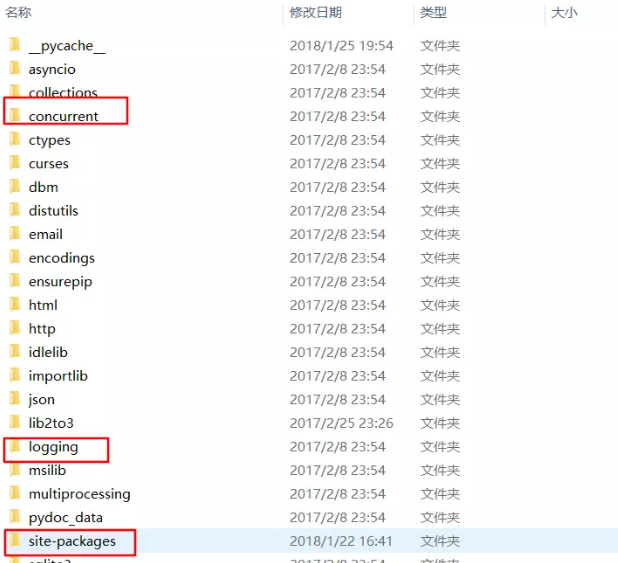 名称 修改日期 类型 大小
__pycache__ 2018/1/25 19:54 文件夹
asyncio 2017/2/8 23:54 文件夹
collections 2017/2/8 23:54 文件夹
concurrent 2017/2/8 23:54 文件夹
ctypes 2017/2/8 23:54 文件夹
curses 2017/2/8 23:54 文件夹
dbm 2017/2/8 23:54 文件夹
distutils 2017/2/8 23:54 文件夹
email 2017/2/8 23:54 文件夹
encodings 2017/2/8 23:54 文件夹
ensurepip 2017/2/8 23:54 文件夹
html 2017/2/8 23:54 文件夹
http 2017/2/8 23:54 文件夹
idlelib 2017/2/8 23:54 文件夹
importlib 2017/2/8 23:54 文件夹
json 2017/2/8 23:54 文件夹
lib2to3 2017/2/25 23:26 文件夹
logging 2017/2/8 23:54 文件夹
msilib 2017/2/8 23:54 文件夹
multiprocessing 2017/2/8 23:54 文件夹
pydoc_data 2017/2/8 23:54 文件夹
site-packages 2018/1/22 16:41 文件夹